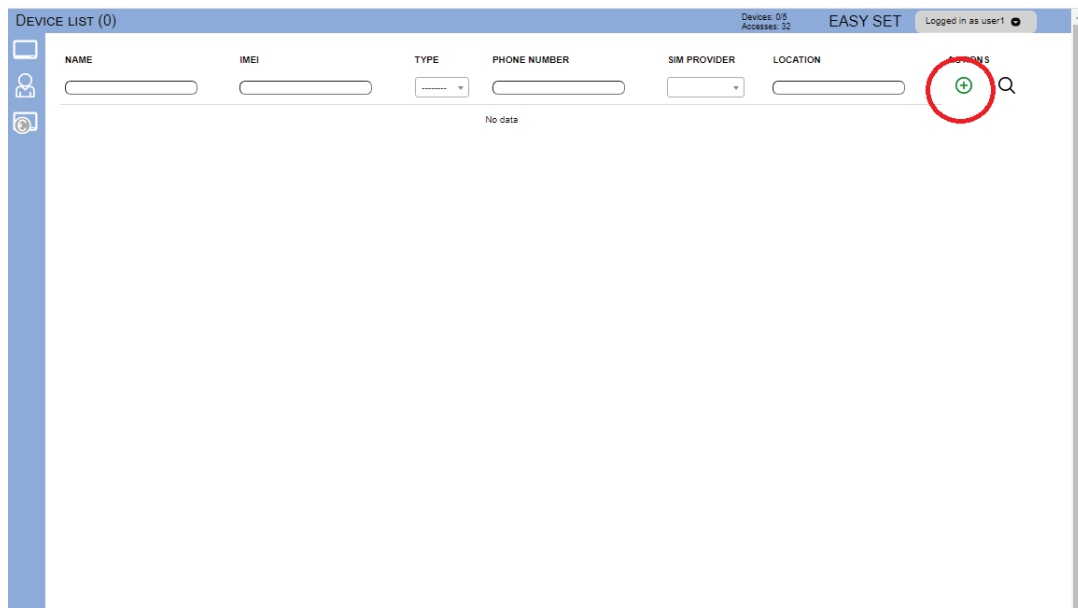 DEVICE LIST (0)
Devices: 0/5
Accesses: 32
EASY SET
Logged in as user1
NAME IMEI TYPE PHONE NUMBER SIM PROVIDER LOCATION ACTIONS
--------
No data
€